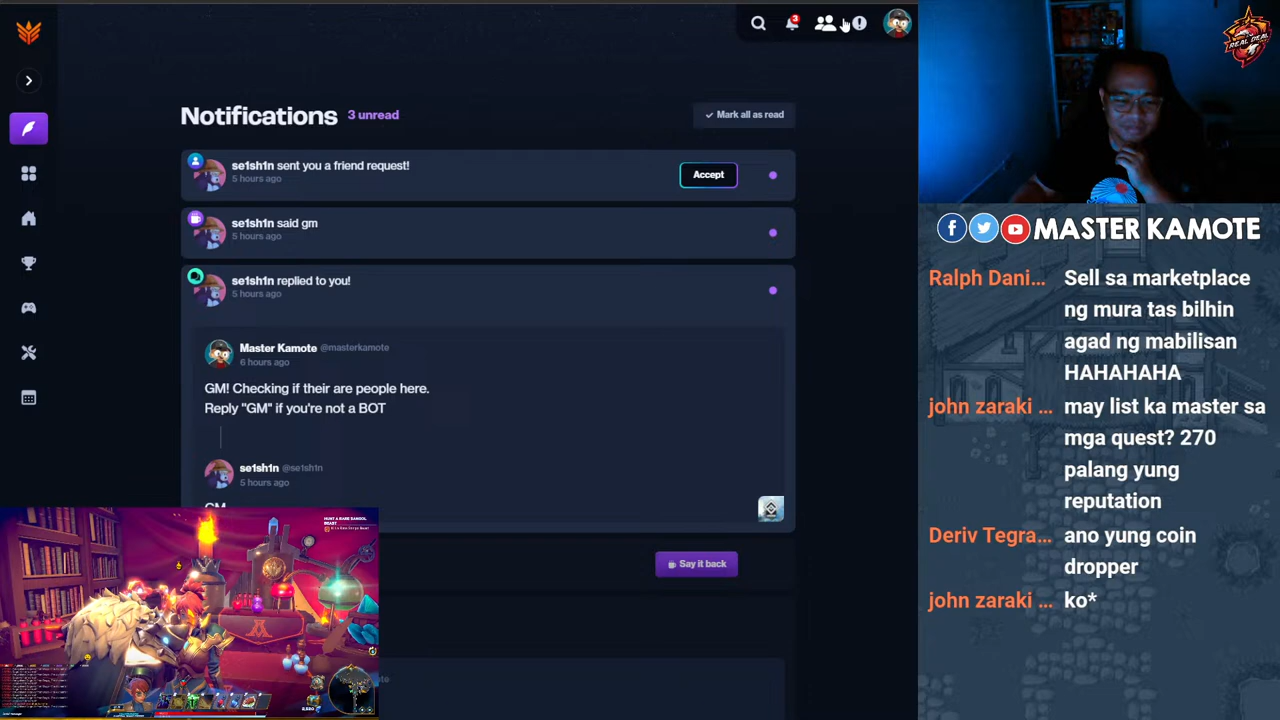 3
Notifications 3 unread
Mark all as read
se1sh1n sent you a friend request!
5 hours ago
Accept
se1sh1n said gm
5 hours ago
se1sh1n replied to you!
5 hours ago
Master Kamote @masterkamote
6 hours ago
GM! Checking if their are people here.
Reply "GM" if you're not a BOT
se1sh1n @se1sh1n
5 hours ago
GM
Say it back
REAL DEAL
MASTER KAMOTE
Ralph Dani... Sell sa marketplace
ng mura tas bilhin
agad ng mabilisan
HAHAHAHA
john zaraki ... may list ka master sa
mga quest? 270
palang yung
reputation
Deriv Tegra... ano yung coin
dropper
john zaraki ... ko*